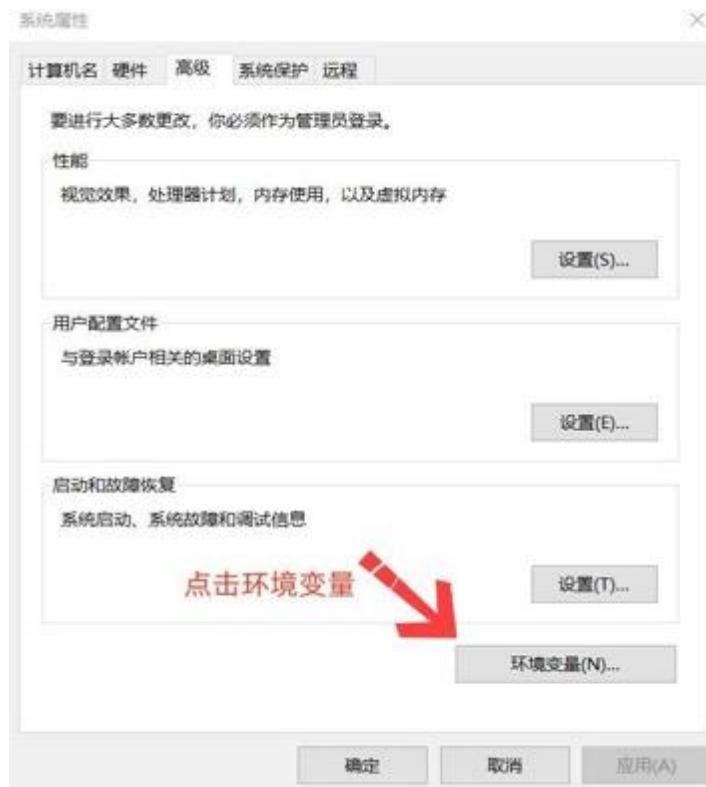 系统属性
计算机名 硬件 高级 系统保护 远程
要进行大多数更改，你必须作为管理员登录。
性能
视觉效果，处理器计划，内存使用，以及虚拟内存
设置(S)...
用户配置文件
与登录帐户相关的桌面设置
设置(E)...
启动和故障恢复
系统启动、系统故障和调试信息
点击环境变量
设置(T)...
环境变量(N)...
确定 取消 应用(A)